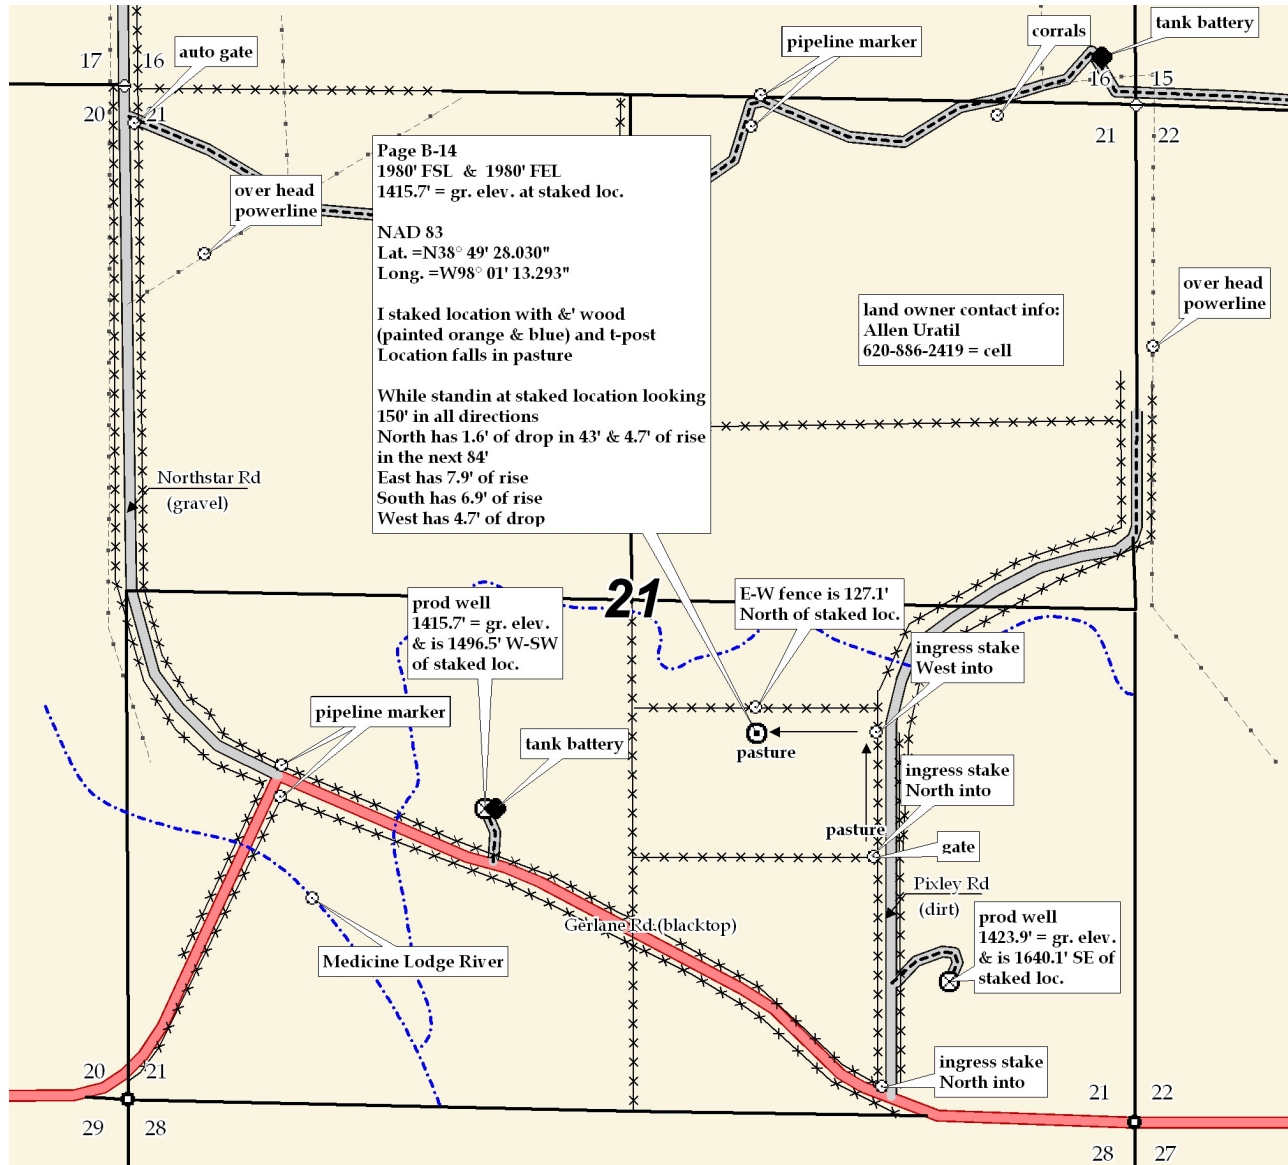 17
16
auto gate
20
21
pipeline marker
corrals
tank battery
16
15
21
22
over head
powerline
Page B-14
1980' FSL & 1980' FEL
1415.7' = gr. elev. at staked loc.
NAD 83
Lat. =N38° 49' 28.030"
Long. =W98° 01' 13.293"
I staked location with &' wood
(painted orange & blue) and t-post
Location falls in pasture
While standin at staked location looking
150' in all directions
North has 1.6' of drop in 43' & 4.7' of rise
in the next 84'
East has 7.9' of rise
South has 6.9' of rise
West has 4.7' of drop
land owner contact info:
Allen Uratil
620-886-2419 = cell
over head
powerline
Northstar Rd
(gravel)
21
prod well
1415.7' = gr. elev.
& is 1496.5' W-SW
of staked loc.
E-W fence is 127.1'
North of staked loc.
ingress stake
West into
pipeline marker
tank battery
pasture
ingress stake
North into
pasture
gate
Pixley Rd
(dirt)
Gerlane Rd.(blacktop)
prod well
1423.9' = gr. elev.
& is 1640.1' SE of
staked loc.
Medicine Lodge River
ingress stake
North into
20
21
29
28
21
22
28
27